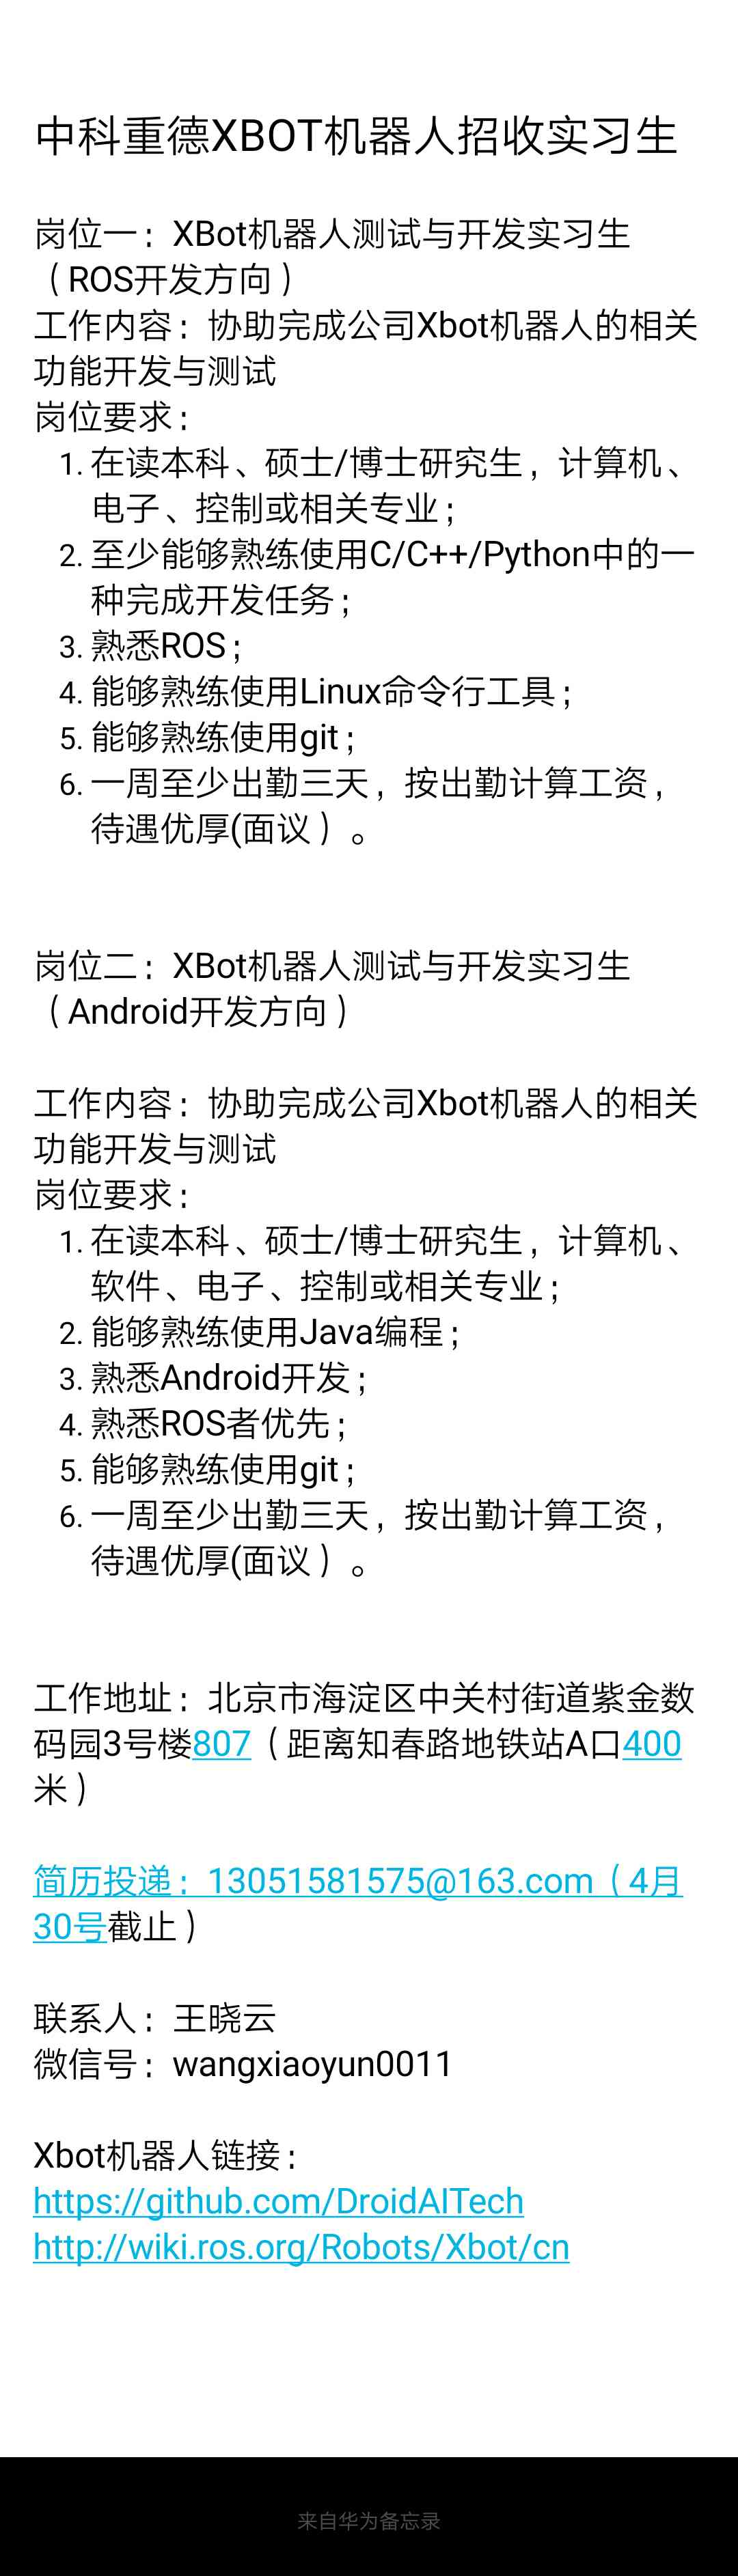 中科重德XBOT机器人招收实习生
岗位一：XBot机器人测试与开发实习生
（ROS开发方向）
工作内容：协助完成公司Xbot机器人的相关
功能开发与测试
岗位要求：
1. 在读本科、硕士/博士研究生，计算机、
电子、控制或相关专业；
2. 至少能够熟练使用C/C++/Python中的一
种完成开发任务；
3. 熟悉ROS；
4. 能够熟练使用Linux命令行工具；
5. 能够熟练使用git；
6. 一周至少出勤三天，按出勤计算工资，
待遇优厚(面议）。
岗位二：XBot机器人测试与开发实习生
（Android开发方向）
工作内容：协助完成公司Xbot机器人的相关
功能开发与测试
岗位要求：
1. 在读本科、硕士/博士研究生，计算机、
软件、电子、控制或相关专业；
2. 能够熟练使用Java编程；
3. 熟悉Android开发；
4. 熟悉ROS者优先；
5. 能够熟练使用git；
6. 一周至少出勤三天，按出勤计算工资，
待遇优厚(面议）。
工作地址：北京市海淀区中关村街道紫金数
码园3号楼807（距离知春路地铁站A口400
米）
简历投递：13051581575@163.com（4月
30号截止）
联系人：王晓云
微信号：wangxiaoyun0011
Xbot机器人链接：
https://github.com/DroidAITech
http://wiki.ros.org/Robots/Xbot/cn
来自华为备忘录